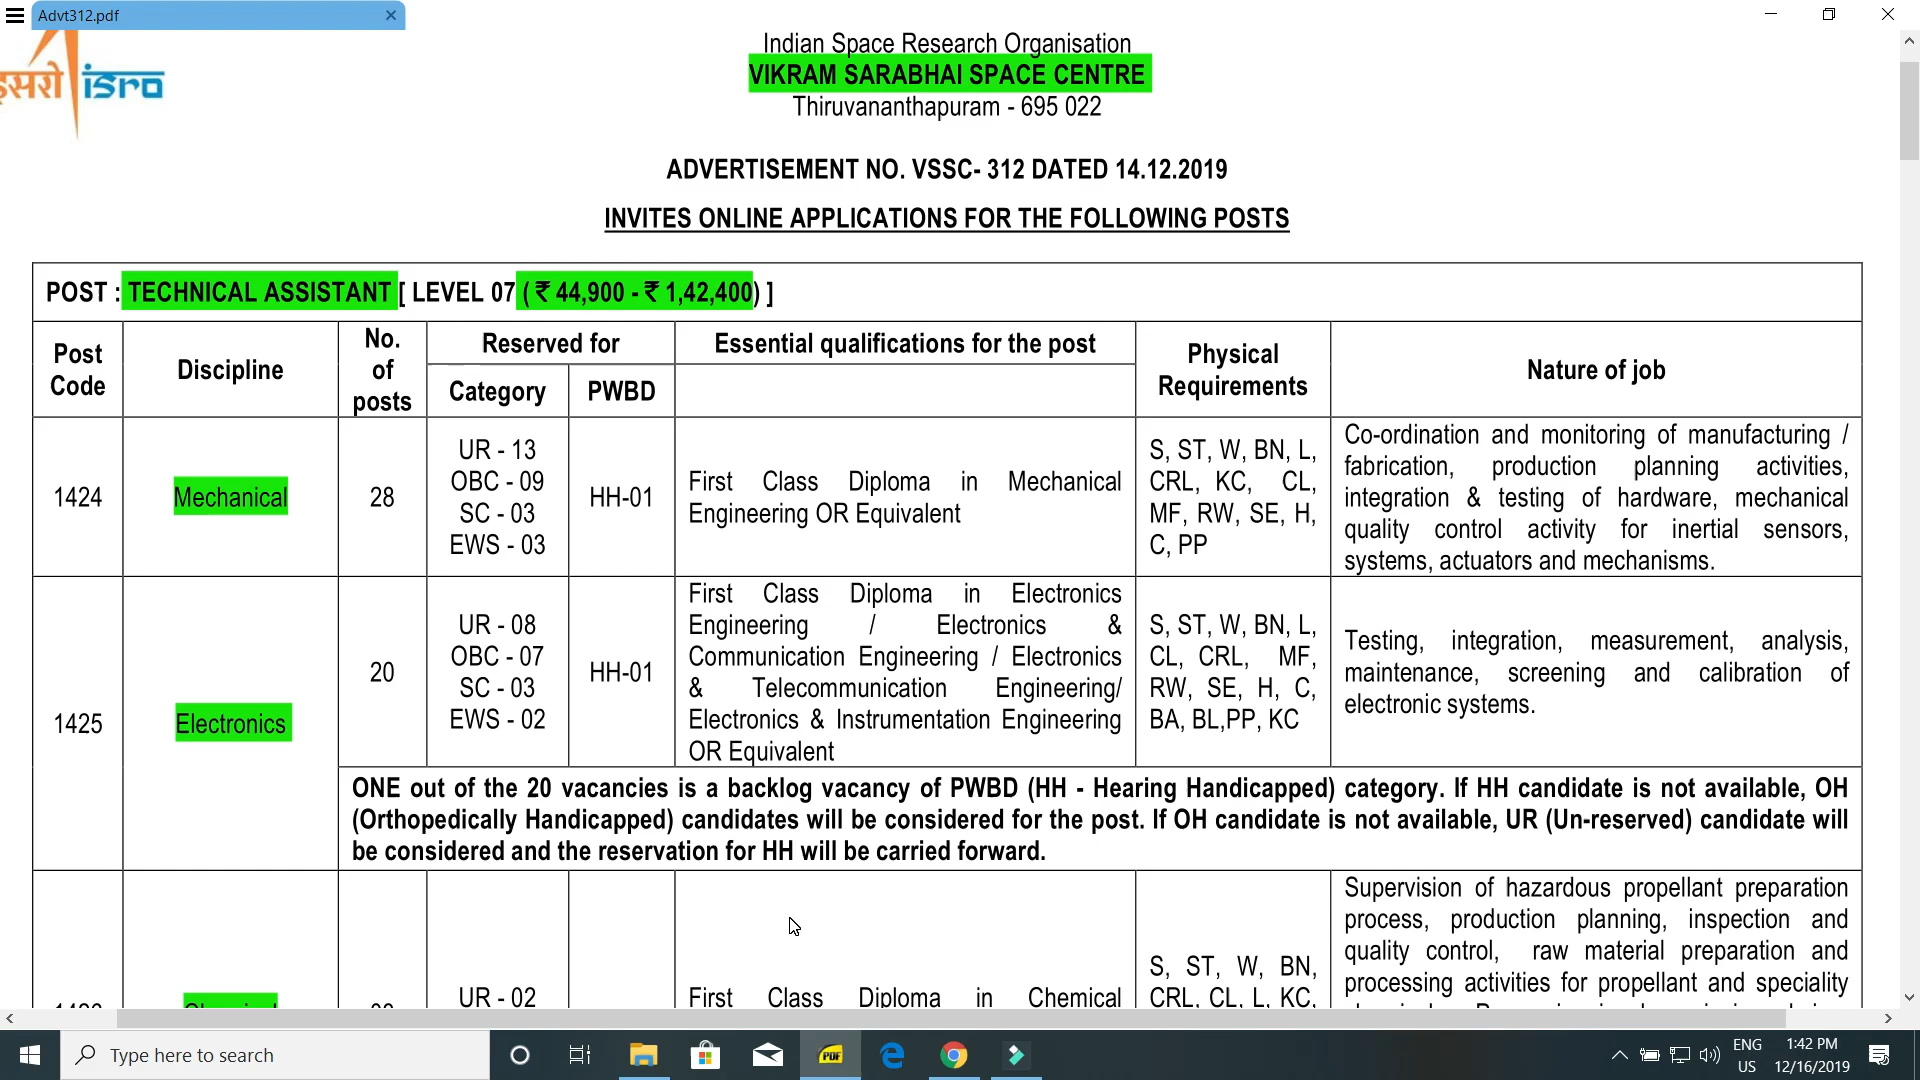 Advt312.pdf
Indian Space Research Organisation
इसरो isro
VIKRAM SARABHAI SPACE CENTRE
Thiruvananthapuram - 695 022
ADVERTISEMENT NO. VSSC- 312 DATED 14.12.2019
INVITES ONLINE APPLICATIONS FOR THE FOLLOWING POSTS
POST : TECHNICAL ASSISTANT [ LEVEL 07 ( ₹ 44,900 - ₹ 1,42,400) ]
Post
Code
Discipline
No.
of
posts
Reserved for
Category
PWBD
Essential qualifications for the post
Physical
Requirements
Nature of job
1424
Mechanical
28
UR - 13
OBC - 09
SC - 03
EWS - 03
HH-01
First Class Diploma in Mechanical
Engineering OR Equivalent
S, ST, W, BN, L,
CRL, KC, CL,
MF, RW, SE, H,
C, PP
Co-ordination and monitoring of manufacturing /
fabrication, production planning activities,
integration & testing of hardware, mechanical
quality control activity for inertial sensors,
systems, actuators and mechanisms.
1425
Electronics
20
UR - 08
OBC - 07
SC - 03
EWS - 02
HH-01
First Class Diploma in Electronics
Engineering / Electronics &
Communication Engineering / Electronics
& Telecommunication Engineering/
Electronics & Instrumentation Engineering
OR Equivalent
S, ST, W, BN, L,
CL, CRL, MF,
RW, SE, H, C,
BA, BL,PP, KC
Testing, integration, measurement, analysis,
maintenance, screening and calibration of
electronic systems.
ONE out of the 20 vacancies is a backlog vacancy of PWBD (HH - Hearing Handicapped) category. If HH candidate is not available, OH
(Orthopedically Handicapped) candidates will be considered for the post. If OH candidate is not available, UR (Un-reserved) candidate will
be considered and the reservation for HH will be carried forward.
UR - 02
First Class Diploma in Chemical
S, ST, W, BN,
CRL, CL, L, KC,
Supervision of hazardous propellant preparation
process, production planning, inspection and
quality control, raw material preparation and
processing activities for propellant and speciality
Type here to search
PDF
ENG
US
1:42 PM
12/16/2019